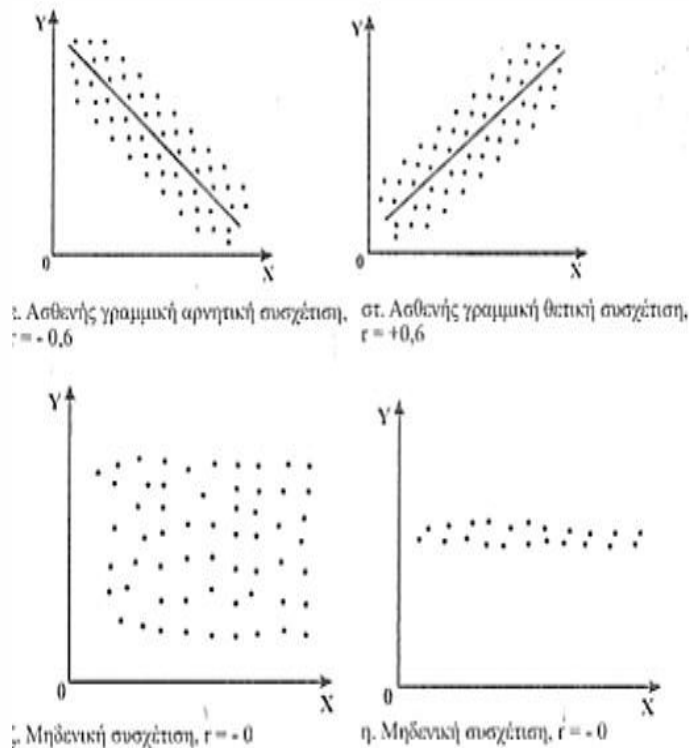 Y
Y
0
X
0
X
ε. Ασθενής γραμμική αρνητική συσχέτιση,
r = - 0,6
στ. Ασθενής γραμμική θετική συσχέτιση,
r = +0,6
Y
Y
0
X
0
X
ζ. Μηδενική συσχέτιση, r = - 0
η. Μηδενική συσχέτιση, r = - 0